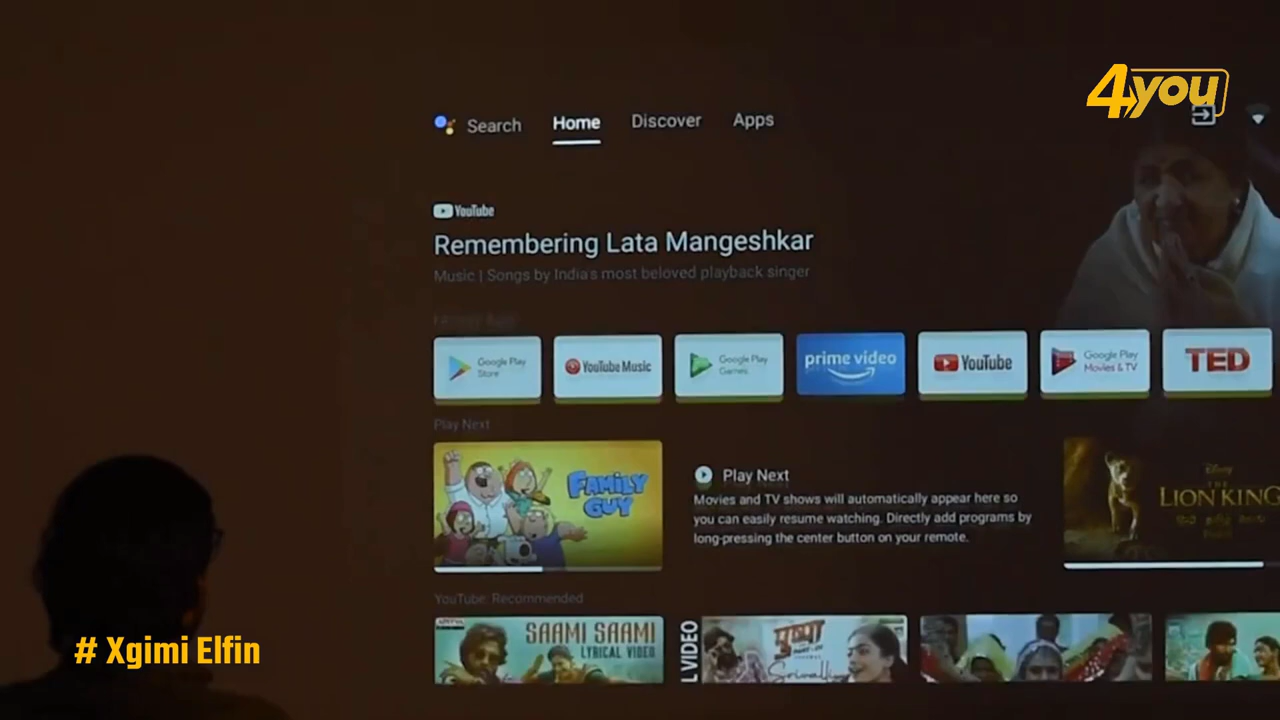 4you
Search
Home
Discover
Apps
YouTube
Remembering Lata Mangeshkar
Music | Songs by India's most beloved playback singer
Google Play
Store
YouTube Music
Google Play
Games
prime video
YouTube
Google Play
Movies & TV
TED
Play Next
FAMILY
GUY
Play Next
Movies and TV shows will automatically appear here so
you can easily resume watching. Directly add programs by
long-pressing the center button on your remote.
Disney
THE
LION KING
YouTube: Recommended
SAAMI SAAMI
LYRICAL VIDEO
L VIDEO
पुष्पा
Srivalli
# Xgimi Elfin